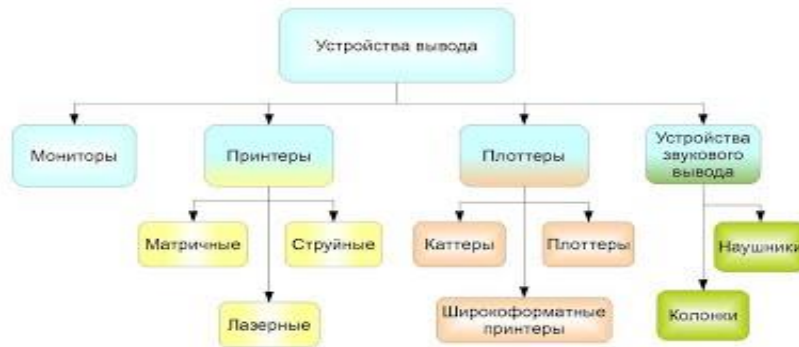 Устройства вывода
Мониторы
Принтеры
Плоттеры
Устройства
звукового
вывода
Матричные
Струйные
Каттеры
Плоттеры
Наушники
Лазерные
Широкоформатные
принтеры
Колонки